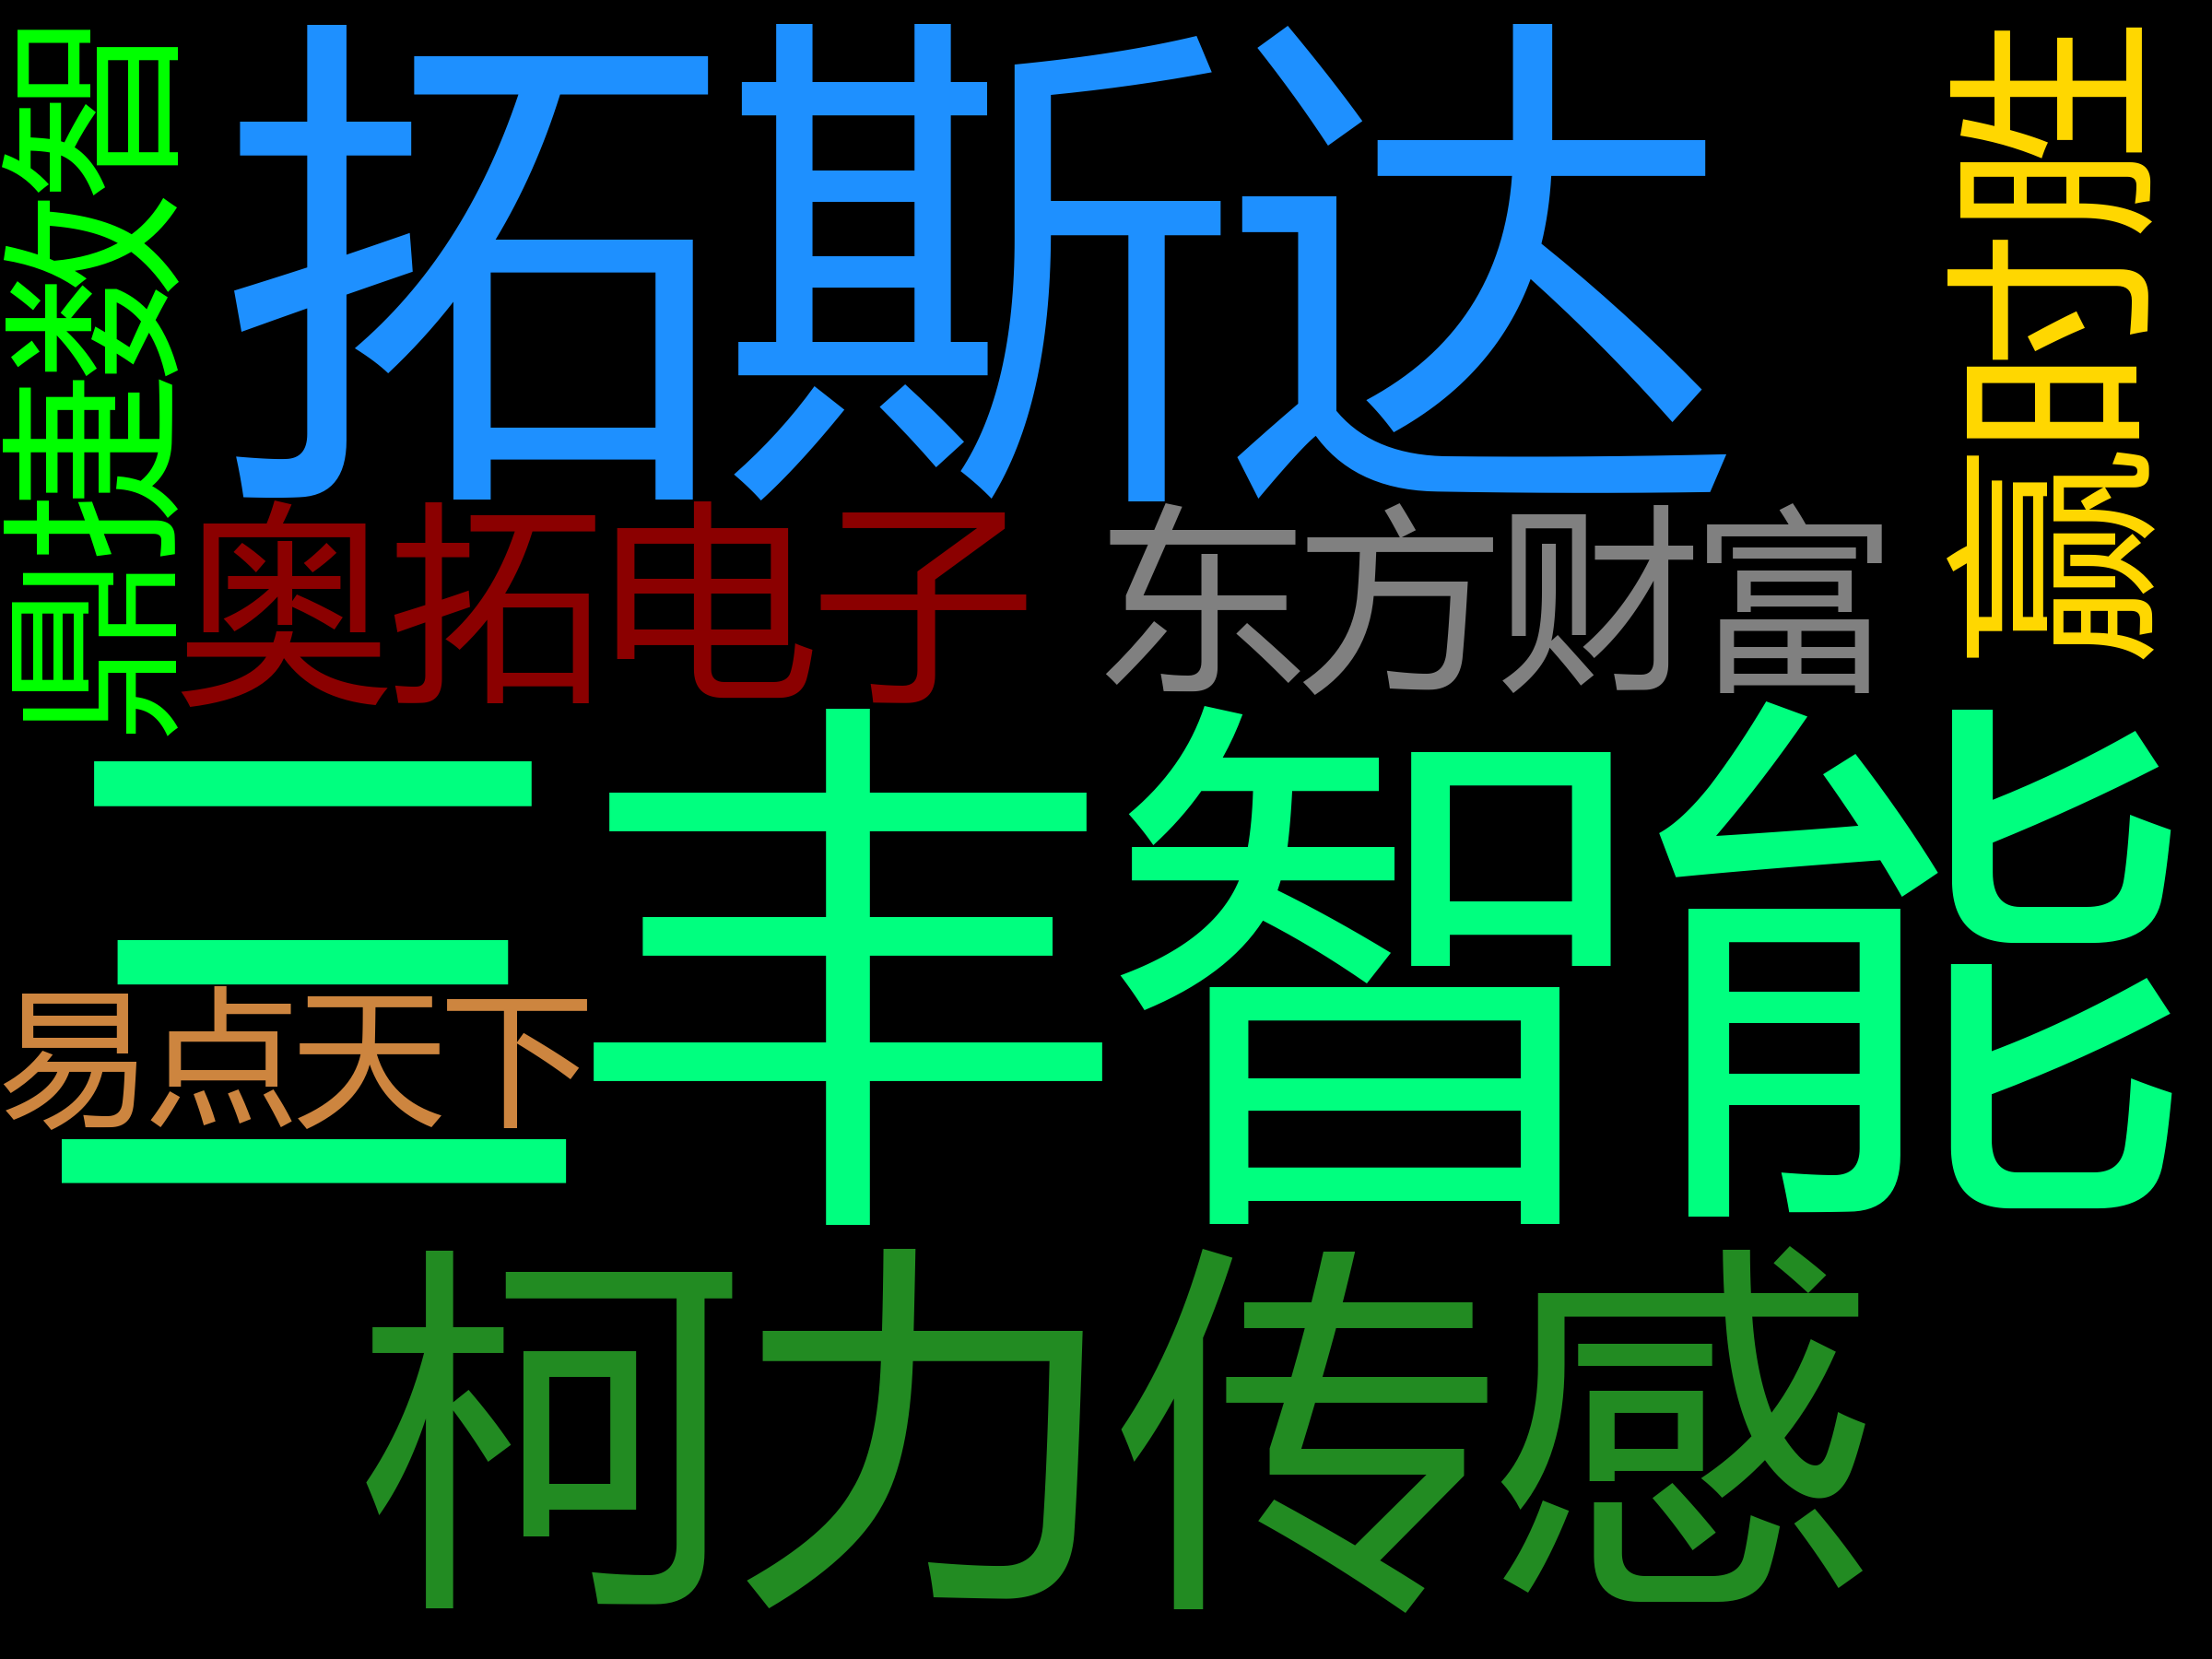 鼎捷数智
拓斯达
赢时胜
奥拓电子
东方财富
三丰智能
易点天下
柯力传感